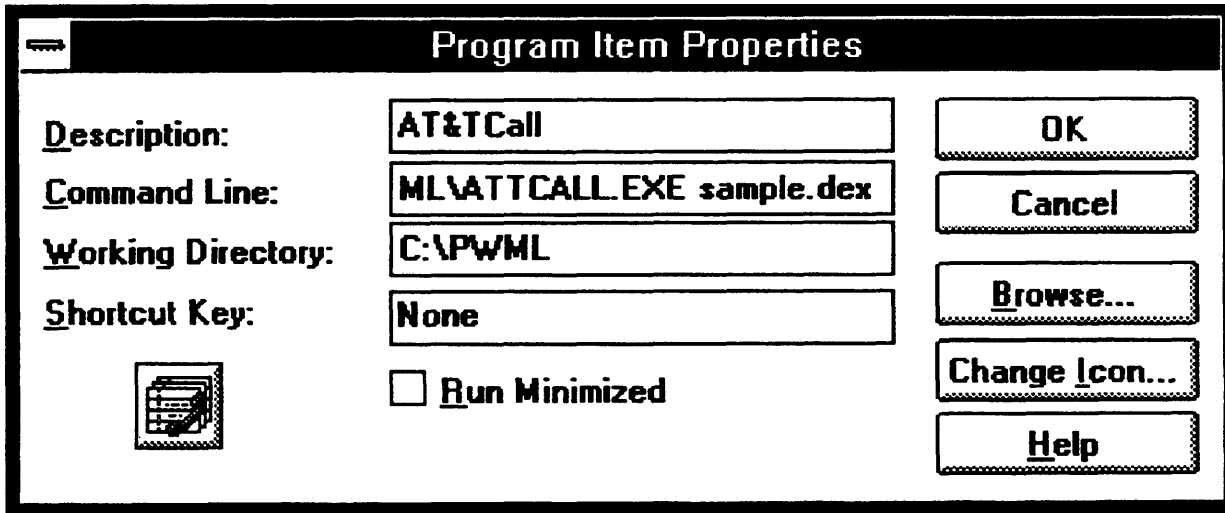 Program Item Properties
Description: AT&TCall OK
Command Line: ML\ATTCALL.EXE sample.dex Cancel
Working Directory: C:\PWML
Shortcut Key: None Browse...
Run Minimized Change Icon...
Help